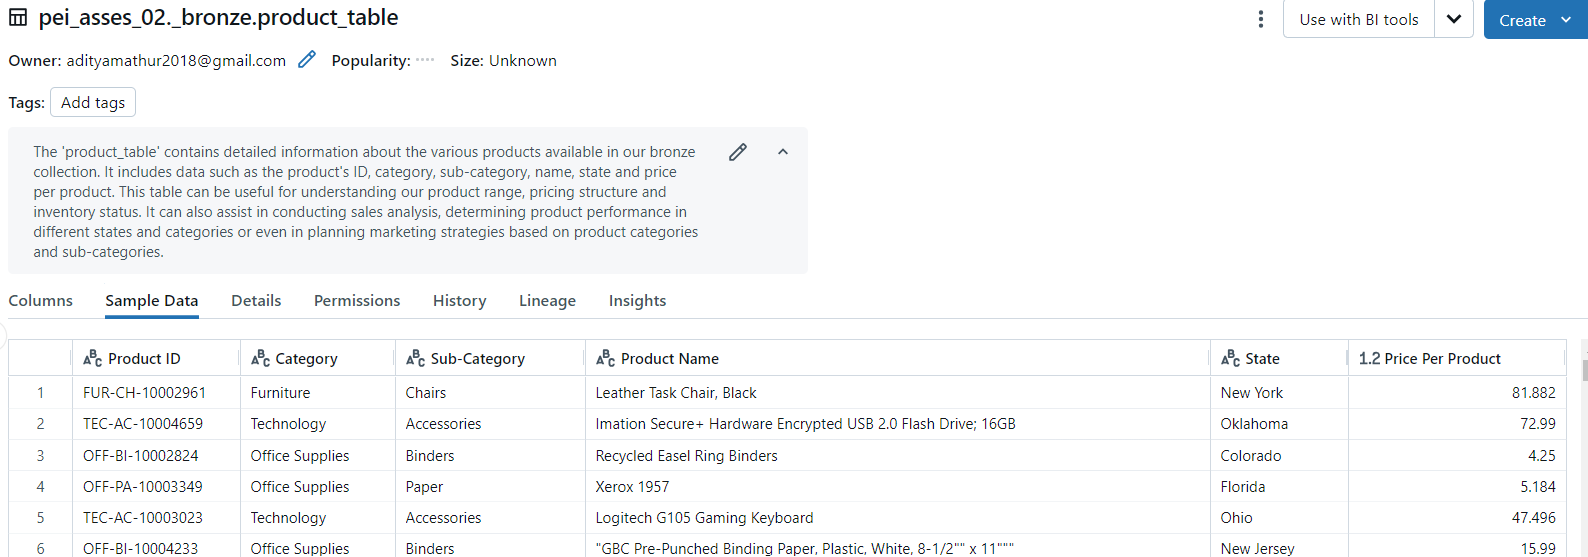 pei_asses_02._bronze.product_table
Use with BI tools
Create
Owner: adityamathur2018@gmail.com Popularity: Size: Unknown
Tags: Add tags
The 'product_table' contains detailed information about the various products available in our bronze
collection. It includes data such as the product's ID, category, sub-category, name, state and price
per product. This table can be useful for understanding our product range, pricing structure and
inventory status. It can also assist in conducting sales analysis, determining product performance in
different states and categories or even in planning marketing strategies based on product categories
and sub-categories.
Columns Sample Data Details Permissions History Lineage Insights
ABC Product ID ABC Category ABC Sub-Category ABC Product Name ABC State 1.2 Price Per Product
1 FUR-CH-10002961 Furniture Chairs Leather Task Chair, Black New York 81.882
2 TEC-AC-10004659 Technology Accessories Imation Secure+ Hardware Encrypted USB 2.0 Flash Drive; 16GB Oklahoma 72.99
3 OFF-BI-10002824 Office Supplies Binders Recycled Easel Ring Binders Colorado 4.25
4 OFF-PA-10003349 Office Supplies Paper Xerox 1957 Florida 5.184
5 TEC-AC-10003023 Technology Accessories Logitech G105 Gaming Keyboard Ohio 47.496
6 OFF-BI-10004233 Office Supplies Binders "GBC Pre-Punched Binding Paper, Plastic, White, 8-1/2"" x 11""" New Jersey 15.99